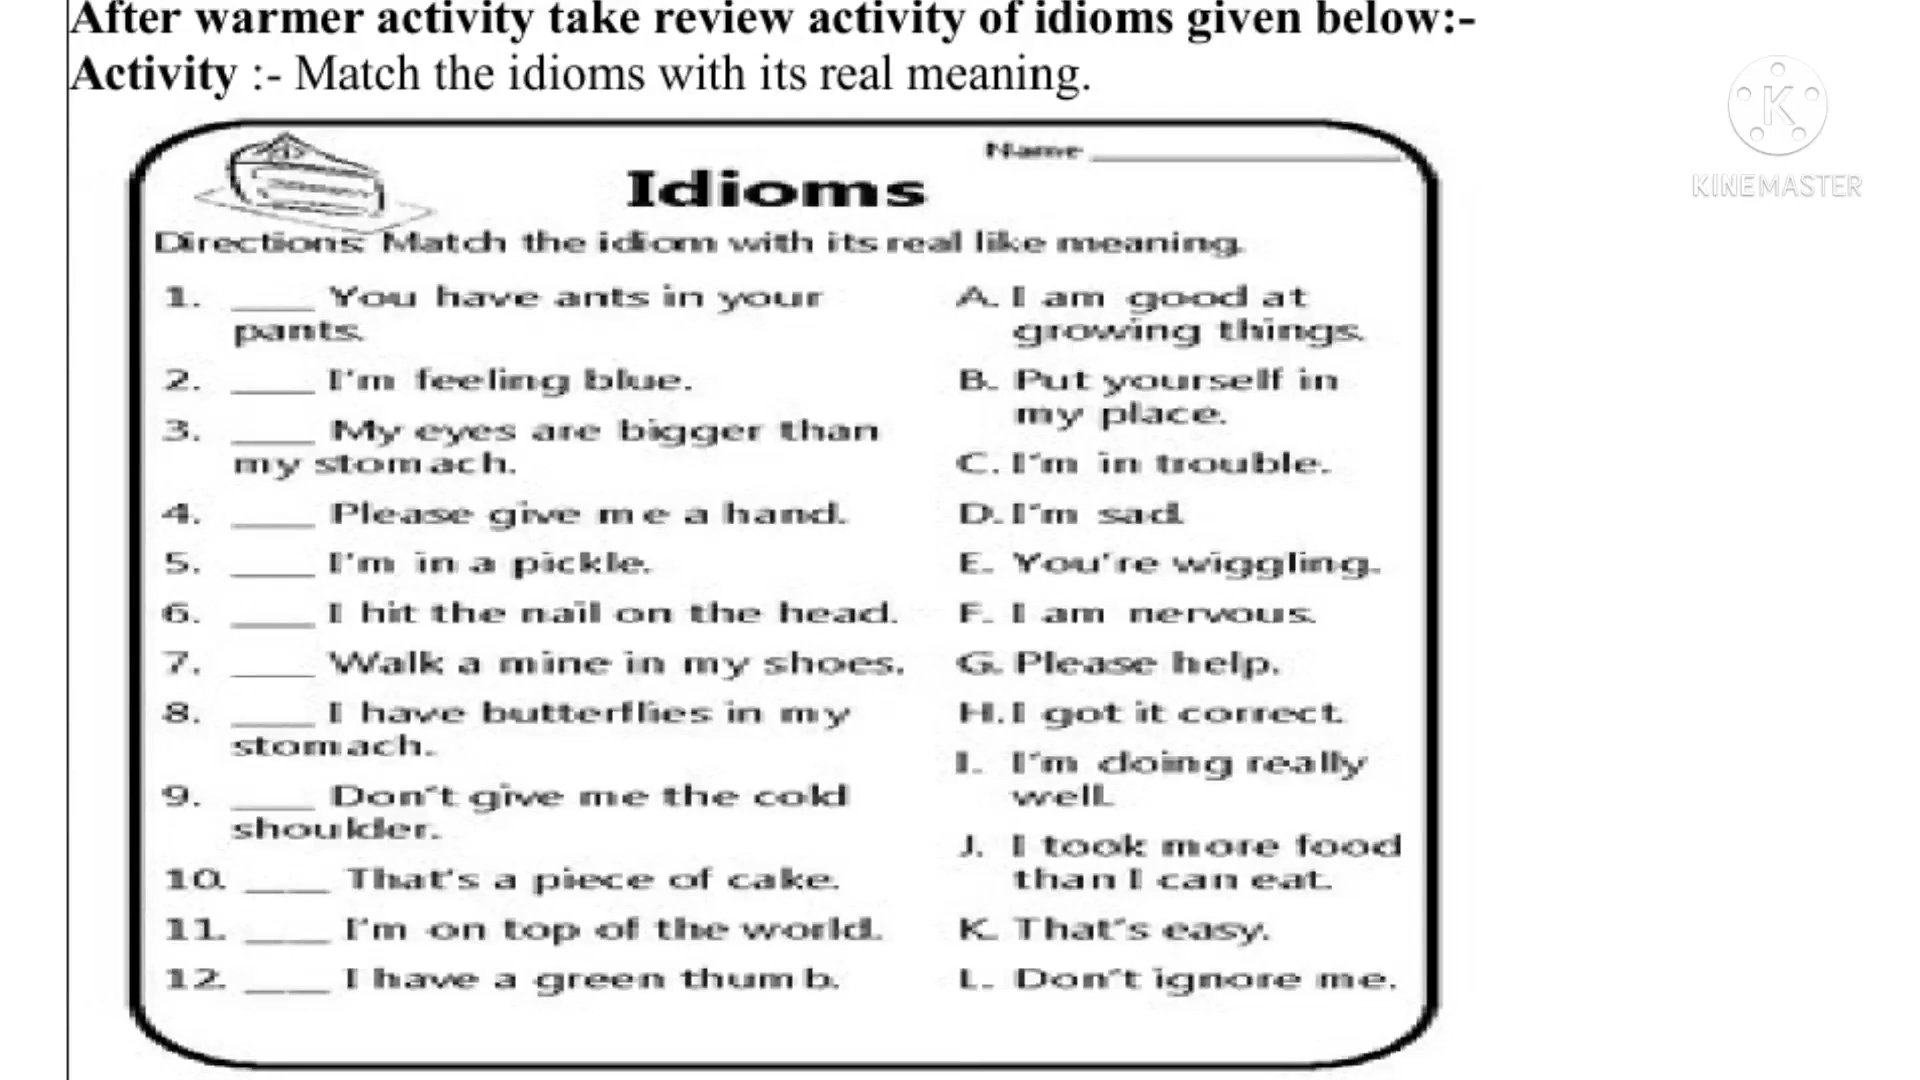 After warmer activity take review activity of idioms given below:-
Activity :- Match the idioms with its real meaning.
KINEMASTER
Name
Idioms
Directions: Match the idiom with its real like meaning.
1. ____ You have ants in your
pants.
2. ____ I'm feeling blue.
3. ____ My eyes are bigger than
my stomach.
4. ____ Please give me a hand.
5. ____ I'm in a pickle.
6. ____ I hit the nail on the head.
7. ____ Walk a mine in my shoes.
8. ____ I have butterflies in my
stomach.
9. ____ Don't give me the cold
shoulder.
10. ____ That's a piece of cake.
11. ____ I'm on top of the world.
12. ____ I have a green thumb.
A. I am good at
growing things.
B. Put yourself in
my place.
C. I'm in trouble.
D. I'm sad.
E. You're wiggling.
F. I am nervous.
G. Please help.
H. I got it correct.
I. I'm doing really
well.
J. I took more food
than I can eat.
K. That's easy.
L. Don't ignore me.